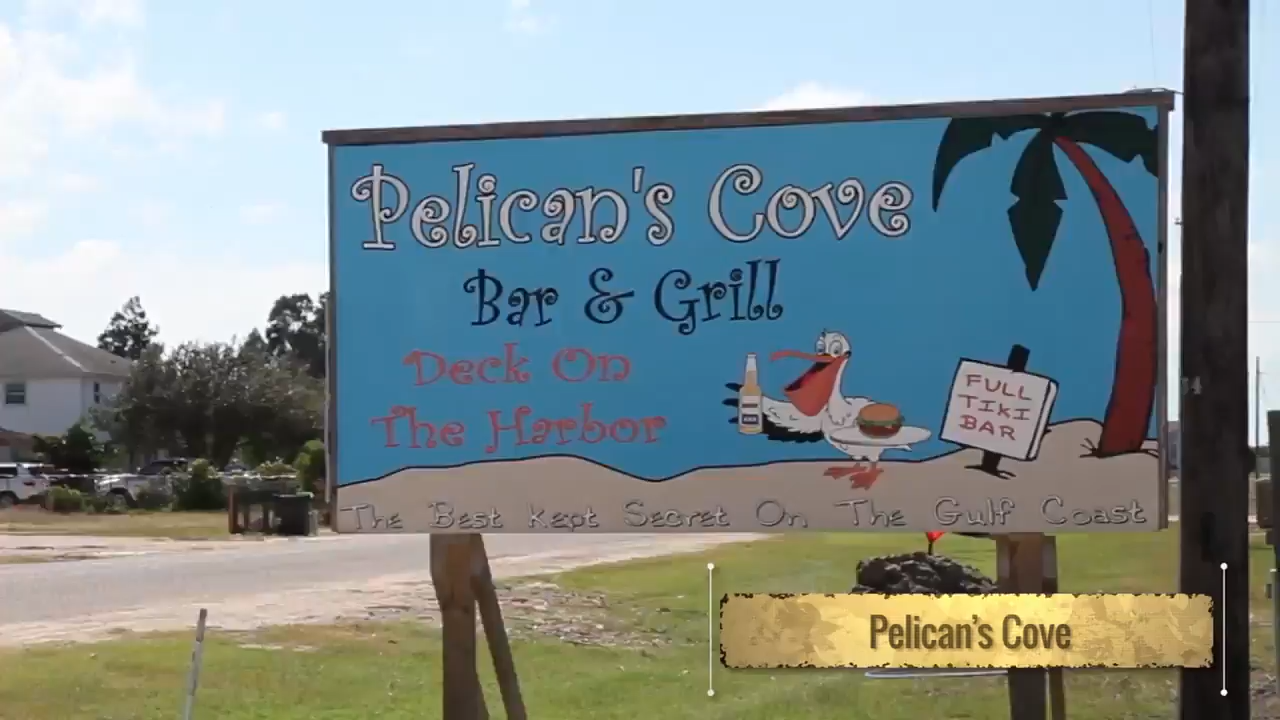 Pelican's Cove
Bar & Grill
Deck On
The Harbor
FULL
TIKI
BAR
The Best Kept Secret On The Gulf Coast
Pelican's Cove